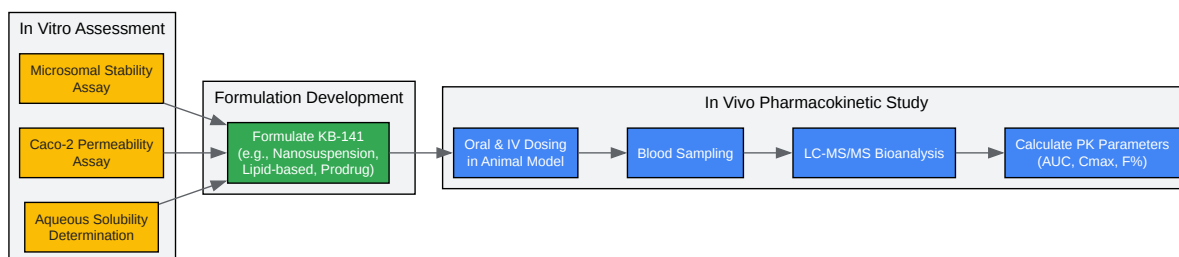 In Vitro Assessment
Microsomal Stability
Assay
Caco-2 Permeability
Assay
Aqueous Solubility
Determination
Formulation Development
Formulate KB-141
(e.g., Nanosuspension,
Lipid-based, Prodrug)
In Vivo Pharmacokinetic Study
Oral & IV Dosing
in Animal Model
Blood Sampling
LC-MS/MS Bioanalysis
Calculate PK Parameters
(AUC, Cmax, F%)